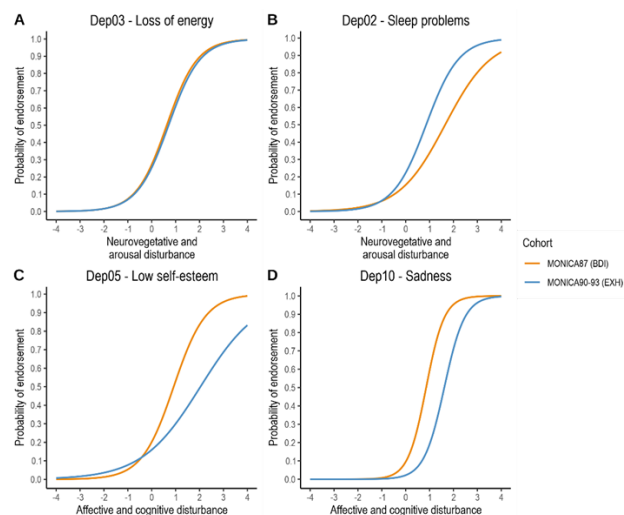 A
Dep03 - Loss of energy
Probability of endorsement
1.0
0.9
0.8
0.7
0.6
0.5
0.4
0.3
0.2
0.1
0.0
-4 -3 -2 -1 0 1 2 3 4
Neurovegetative and
arousal disturbance
B
Dep02 - Sleep problems
Probability of endorsement
1.0
0.9
0.8
0.7
0.6
0.5
0.4
0.3
0.2
0.1
0.0
-4 -3 -2 -1 0 1 2 3 4
Neurovegetative and
arousal disturbance
C
Dep05 - Low self-esteem
Probability of endorsement
1.0
0.9
0.8
0.7
0.6
0.5
0.4
0.3
0.2
0.1
0.0
-4 -3 -2 -1 0 1 2 3 4
Affective and cognitive disturbance
D
Dep10 - Sadness
Probability of endorsement
1.0
0.9
0.8
0.7
0.6
0.5
0.4
0.3
0.2
0.1
0.0
-4 -3 -2 -1 0 1 2 3 4
Affective and cognitive disturbance
Cohort
MONICA87 (BDI)
MONICA90-93 (EXH)